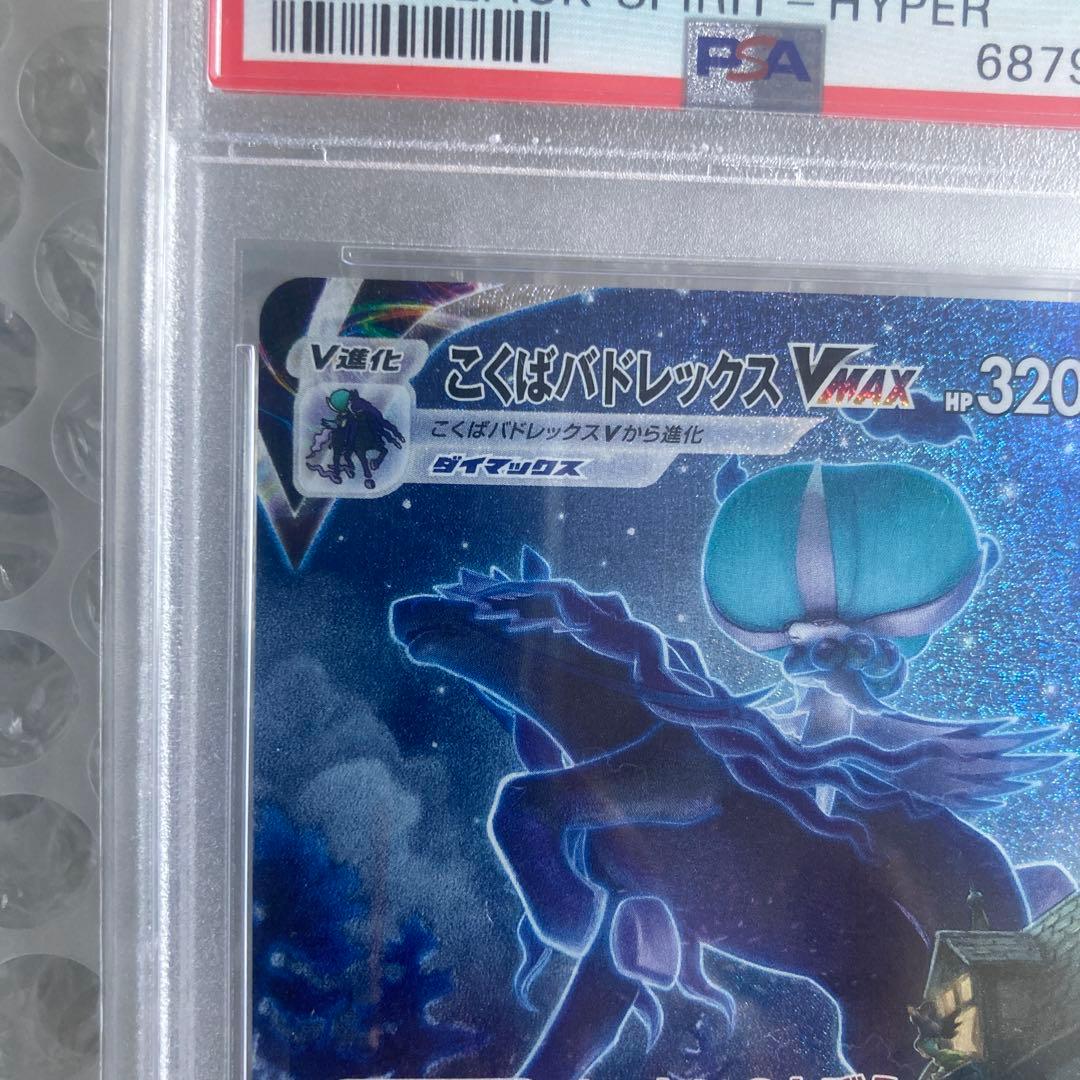 SPIRIT – HYPER
PSA
6879
V進化
こくばバドレックス VMAX HP 320
こくばバドレックスVから進化
ダイマックス